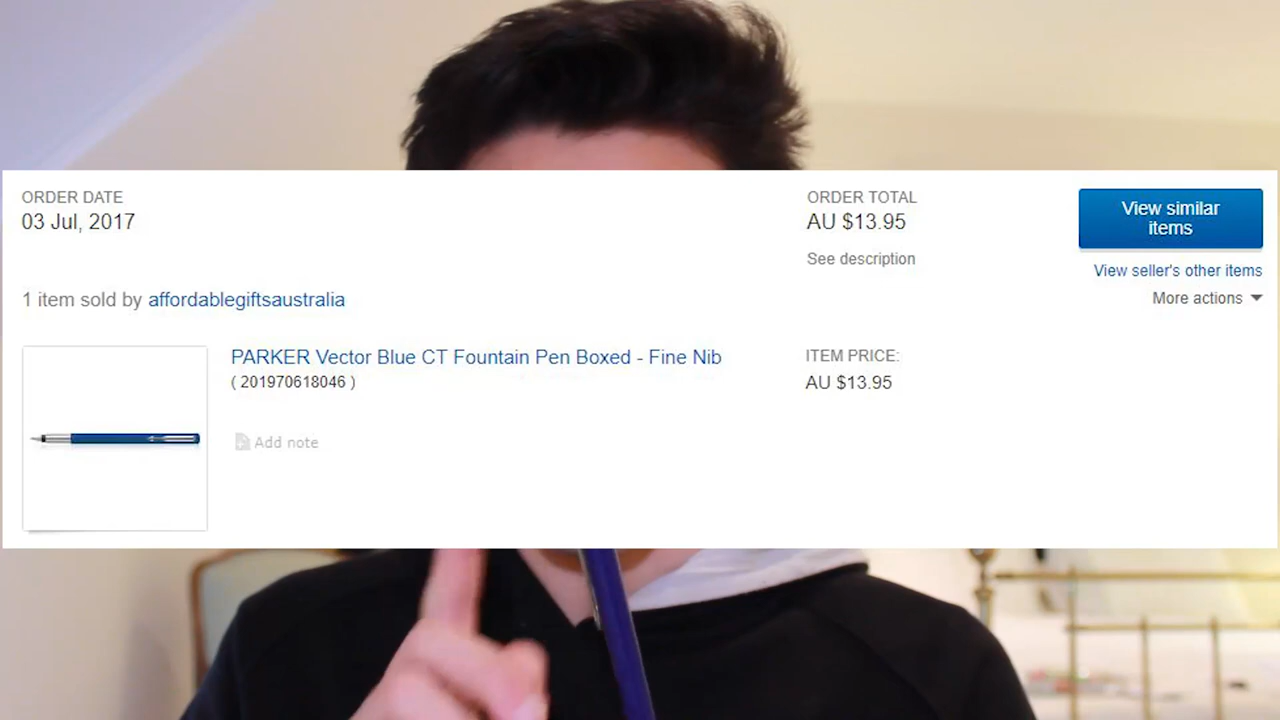 ORDER DATE
03 Jul, 2017
ORDER TOTAL
AU $13.95
See description
View similar
items
View seller's other items
More actions
1 item sold by affordablegiftsaustralia
PARKER Vector Blue CT Fountain Pen Boxed - Fine Nib
( 201970618046 )
Add note
ITEM PRICE:
AU $13.95